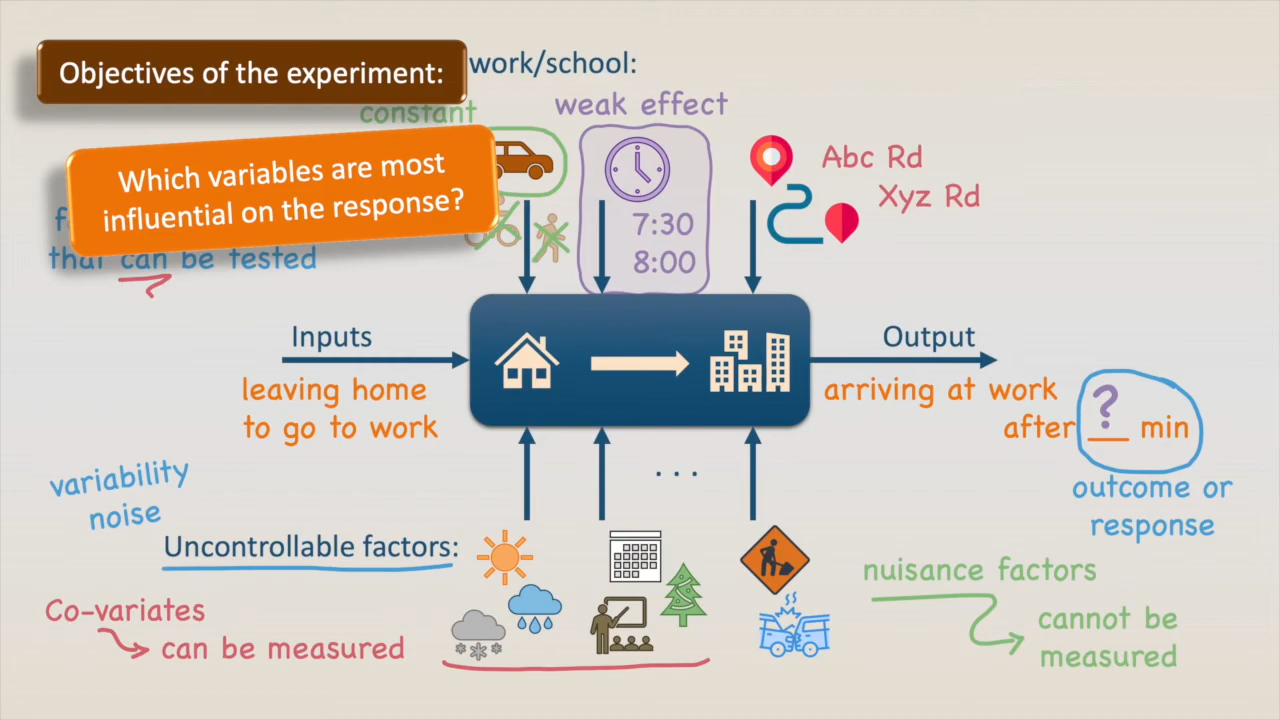 Objectives of the experiment:
work/school:
constant
weak effect
Which variables are most
influential on the response?
Abc Rd
Xyz Rd
7:30
8:00
that can be tested
Inputs
leaving home
to go to work
Output
arriving at work
after ? __ min
outcome or
response
variability
noise
. . .
Uncontrollable factors:
Co-variates
can be measured
nuisance factors
cannot be
measured